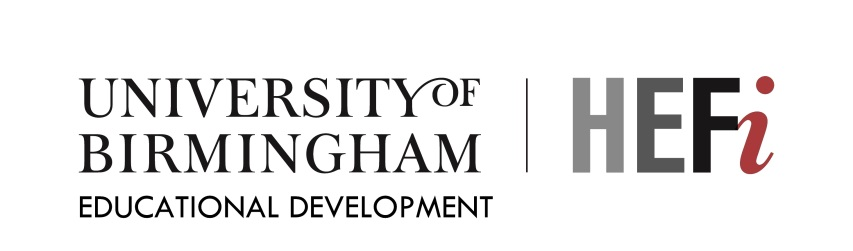 UNIVERSITY OF
BIRMINGHAM
EDUCATIONAL DEVELOPMENT
HEFi